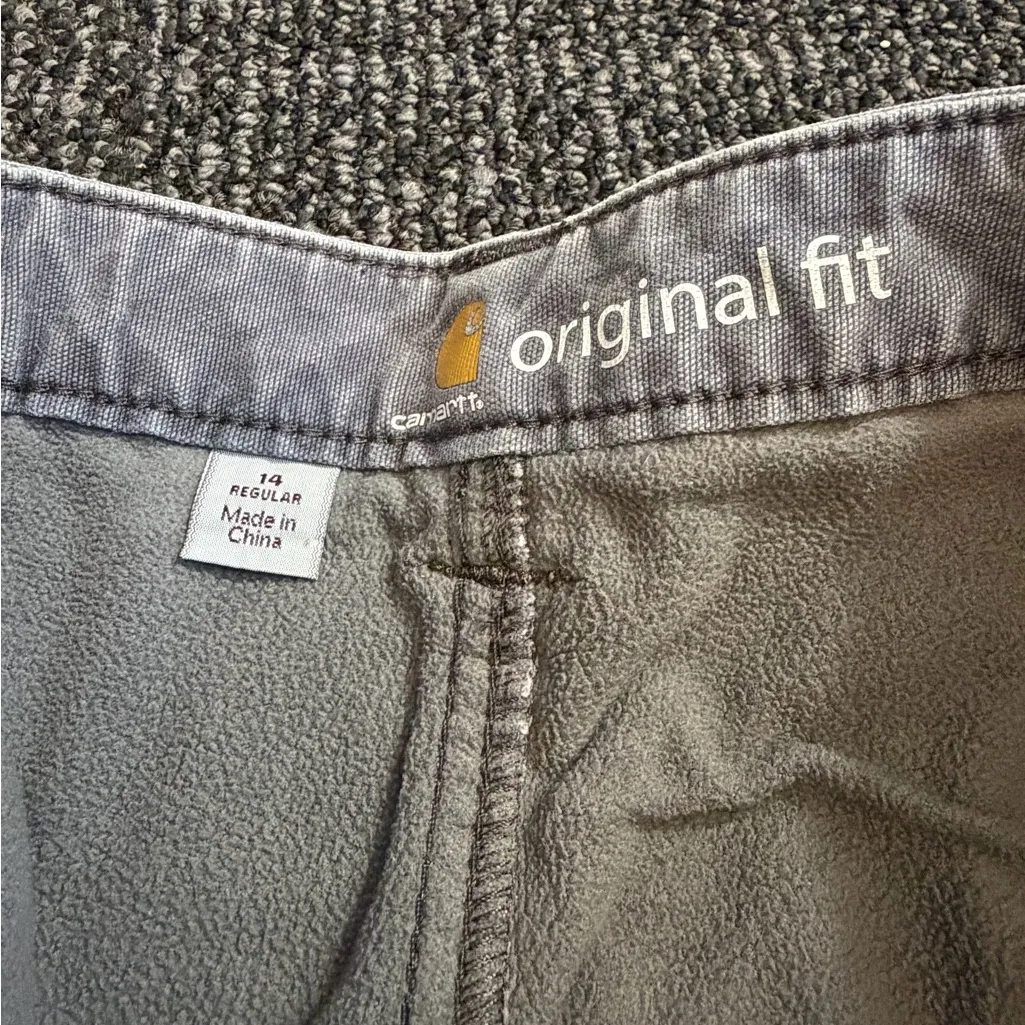 original fit
carhartt®
14
REGULAR
Made in
China